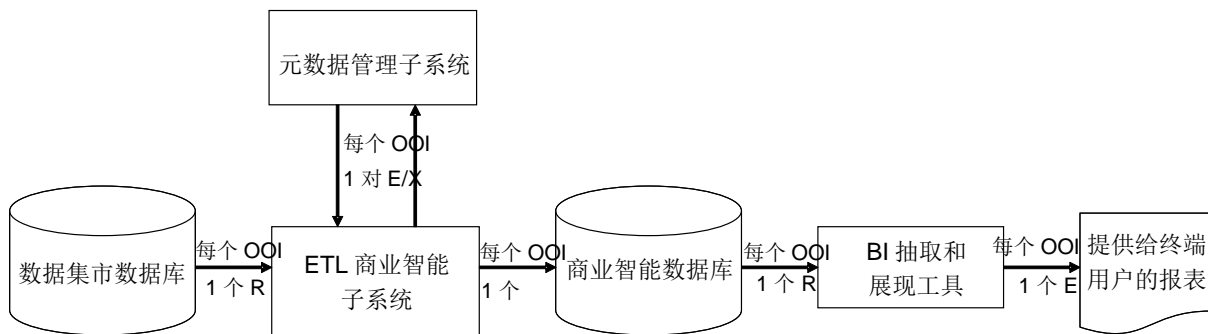 元数据管理子系统
每个 OOI
1 对 E/X
数据集市数据库
每个 OOI
1 个 R
ETL 商业智能
子系统
每个 OOI
1 个
商业智能数据库
每个 OOI
1 个 R
BI 抽取和
展现工具
每个 OOI
1 个 E
提供给终端
用户的报表